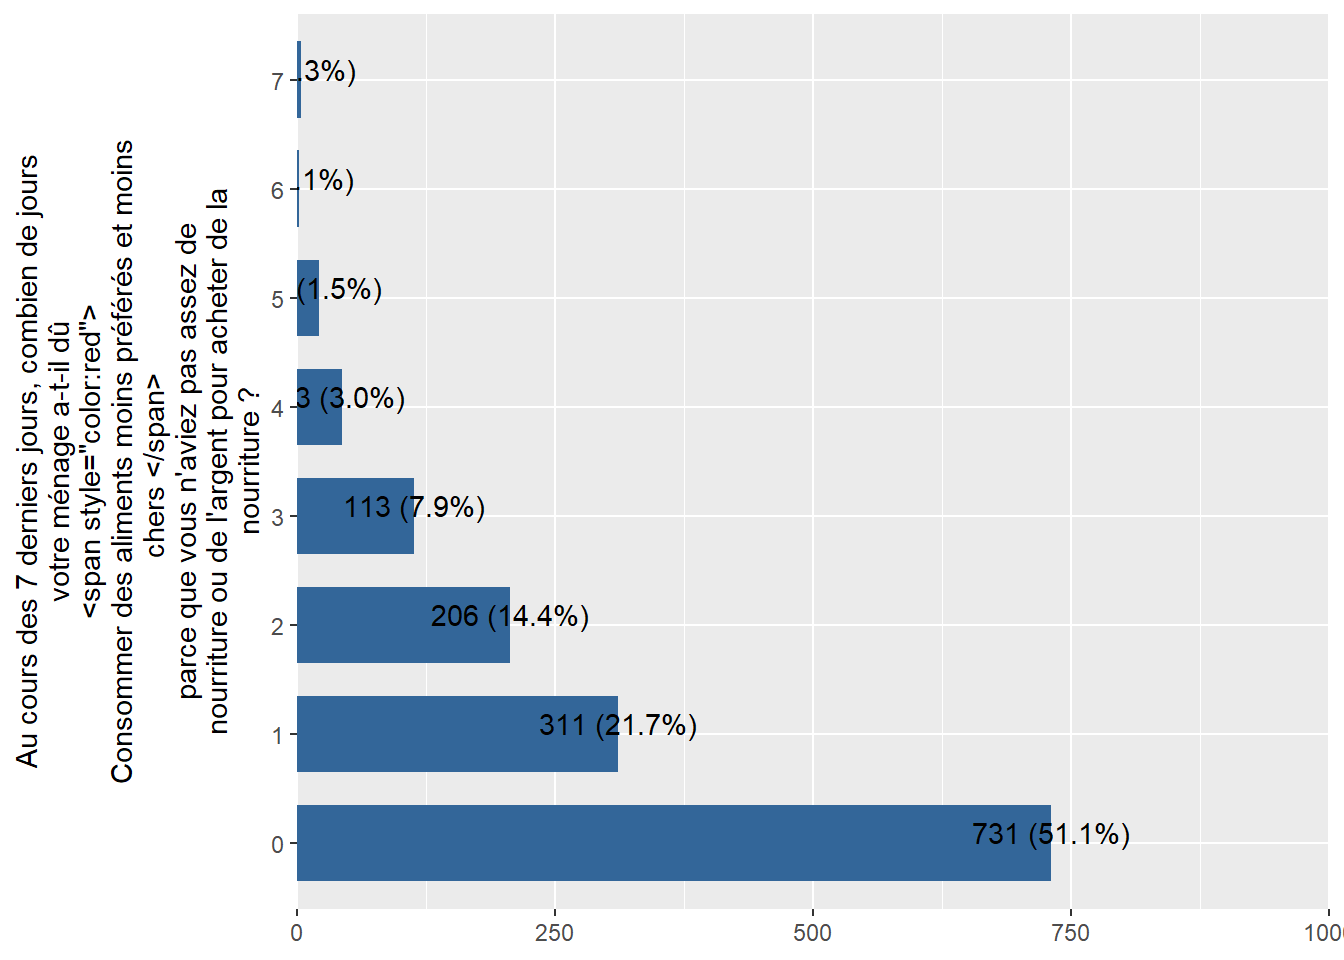 Au cours des 7 derniers jours, combien de jours
votre ménage a-t-il dû
<span style="color:red">
Consommer des aliments moins préférés et moins
chers </span>
parce que vous n'aviez pas assez de
nourriture ou de l'argent pour acheter de la
nourriture ?
7
.3%)
6
.1%)
5
(1.5%)
4
3 (3.0%)
3
113 (7.9%)
2
206 (14.4%)
1
311 (21.7%)
0
731 (51.1%)
0
250
500
750